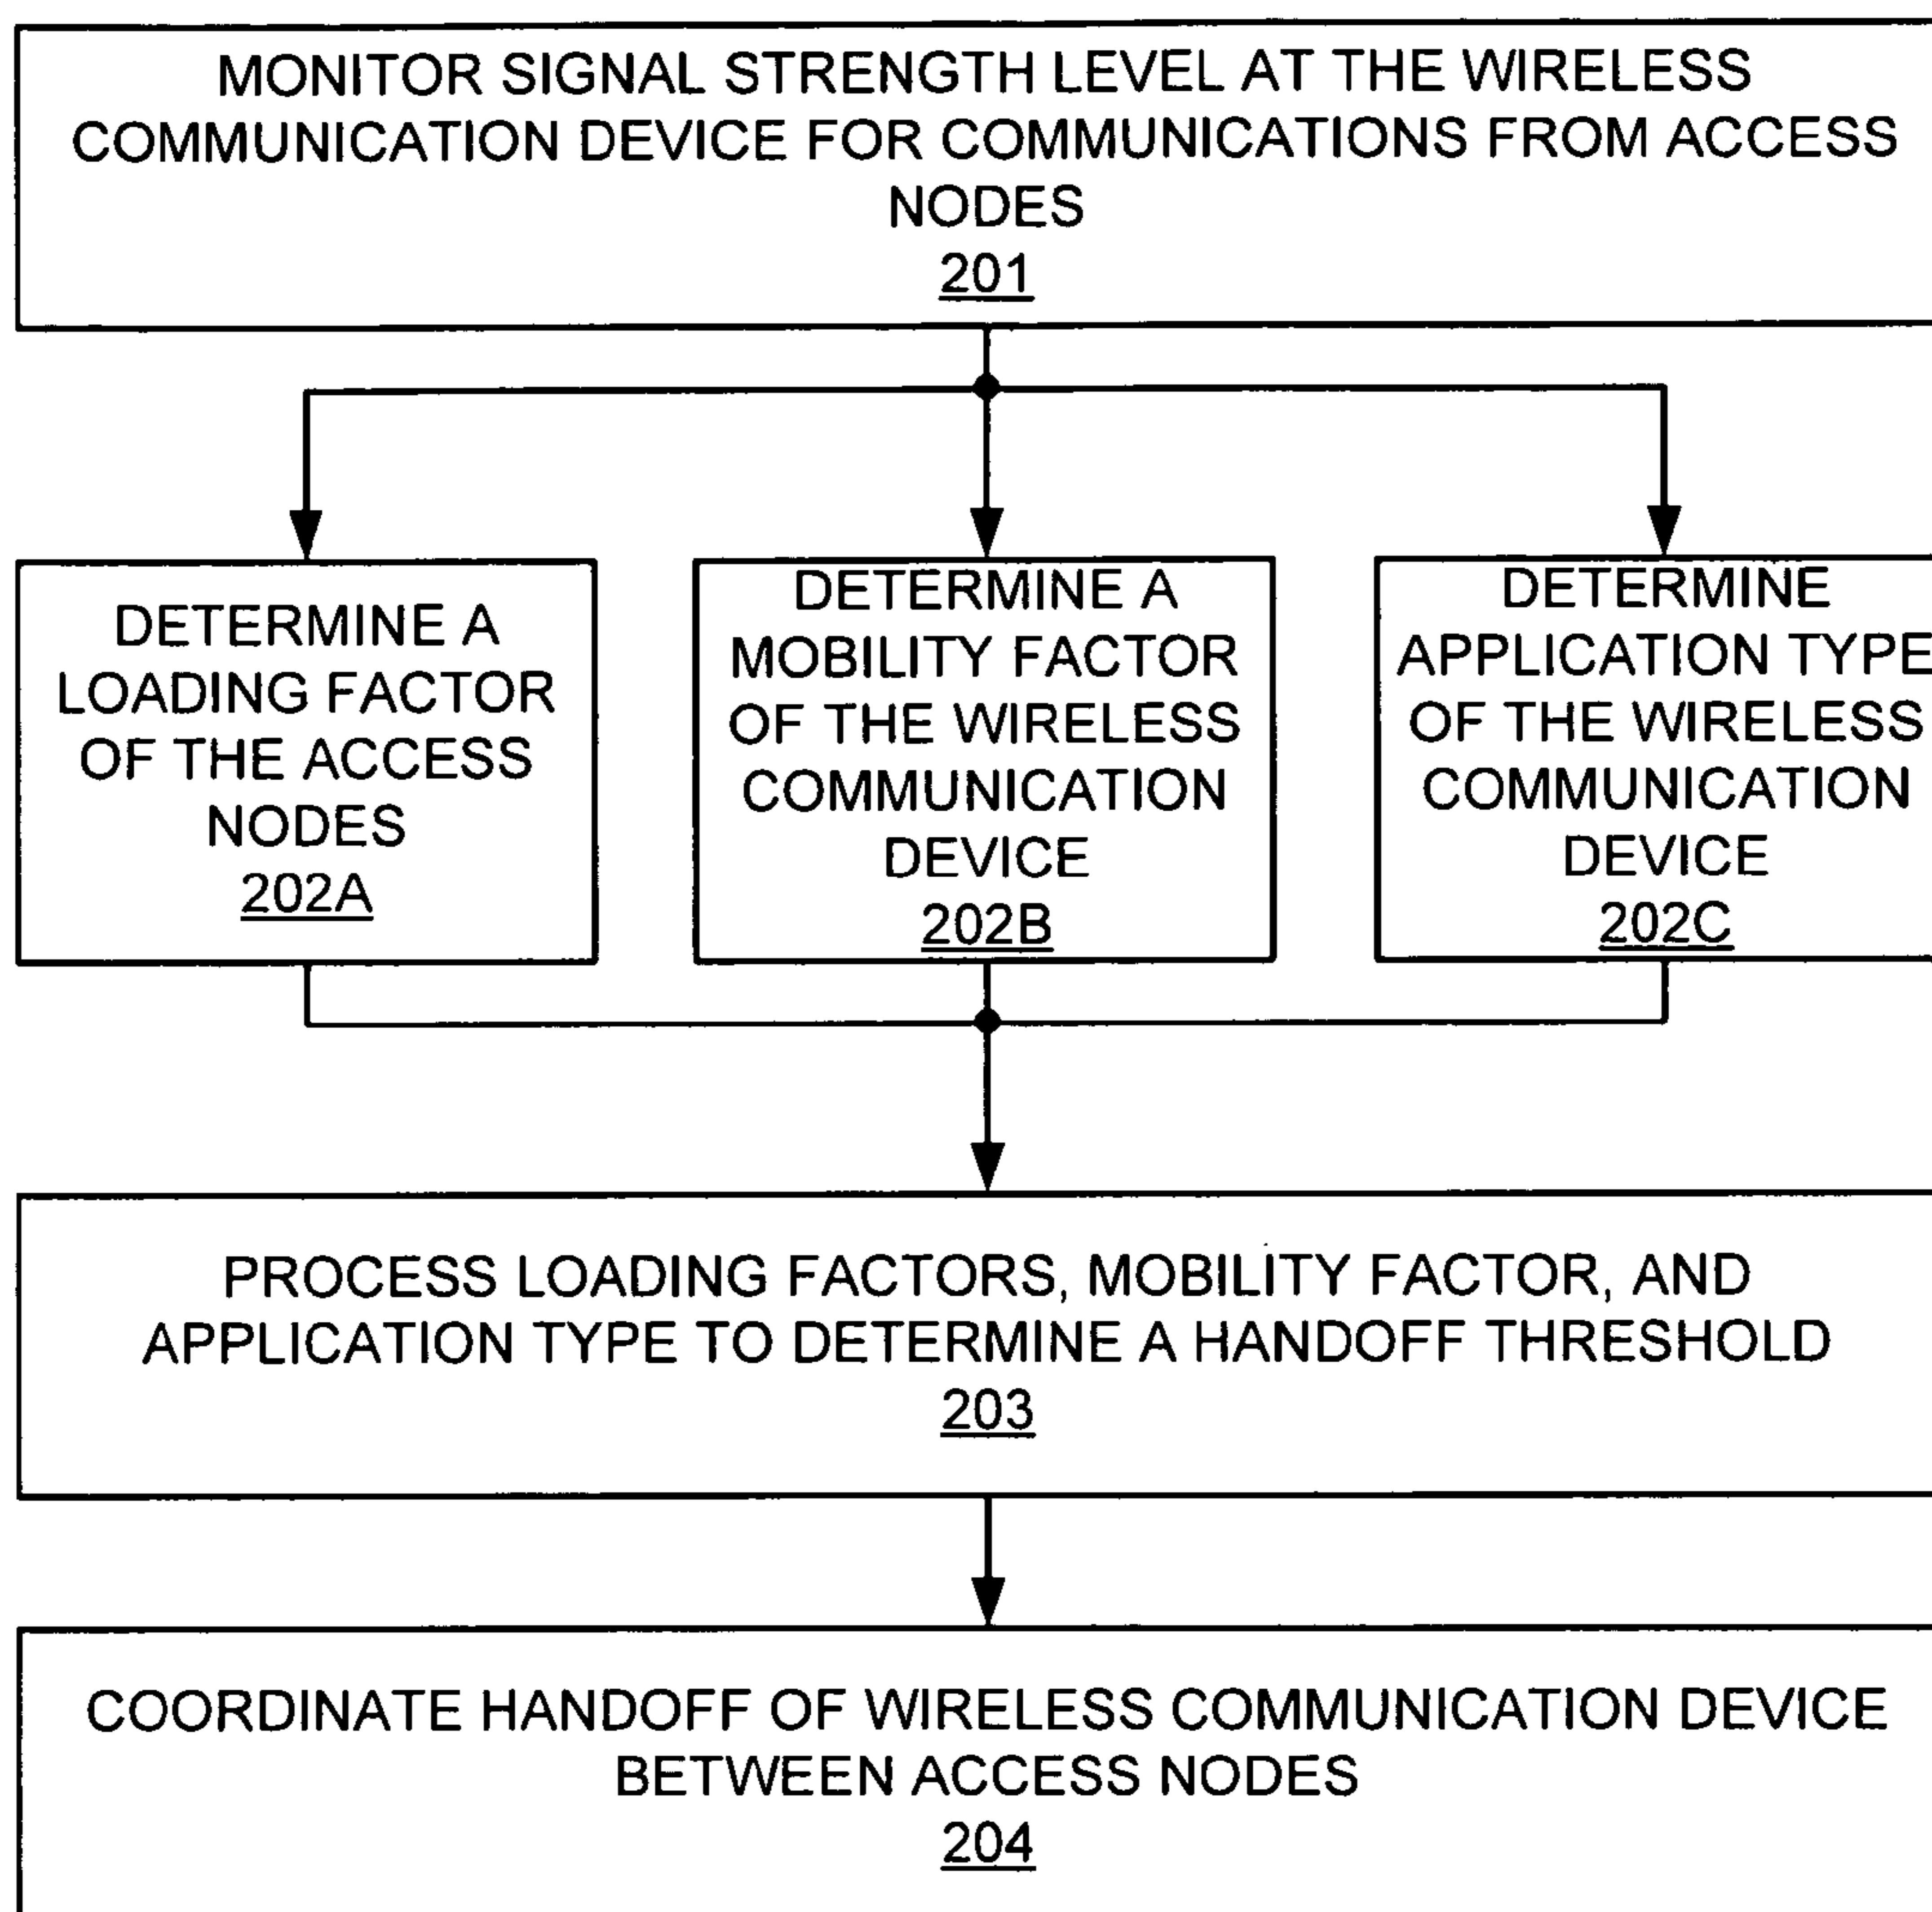 MONITOR SIGNAL STRENGTH LEVEL AT THE WIRELESS
COMMUNICATION DEVICE FOR COMMUNICATIONS FROM ACCESS
NODES
201
DETERMINE A
LOADING FACTOR
OF THE ACCESS
NODES
202A
DETERMINE A
MOBILITY FACTOR
OF THE WIRELESS
COMMUNICATION
DEVICE
202B
DETERMINE
APPLICATION TYPE
OF THE WIRELESS
COMMUNICATION
DEVICE
202C
PROCESS LOADING FACTORS, MOBILITY FACTOR, AND
APPLICATION TYPE TO DETERMINE A HANDOFF THRESHOLD
203
COORDINATE HANDOFF OF WIRELESS COMMUNICATION DEVICE
BETWEEN ACCESS NODES
204